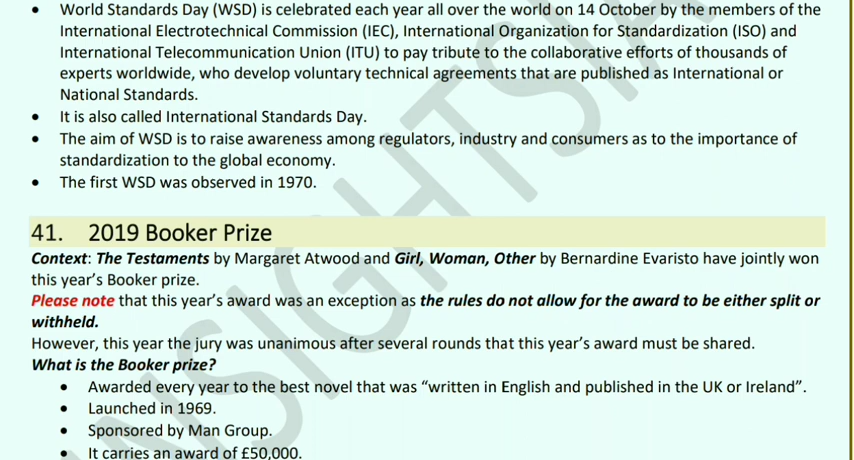 • World Standards Day (WSD) is celebrated each year all over the world on 14 October by the members of the
International Electrotechnical Commission (IEC), International Organization for Standardization (ISO) and
International Telecommunication Union (ITU) to pay tribute to the collaborative efforts of thousands of
experts worldwide, who develop voluntary technical agreements that are published as International or
National Standards.
• It is also called International Standards Day.
• The aim of WSD is to raise awareness among regulators, industry and consumers as to the importance of
standardization to the global economy.
• The first WSD was observed in 1970.
41. 2019 Booker Prize
Context: The Testaments by Margaret Atwood and Girl, Woman, Other by Bernardine Evaristo have jointly won
this year’s Booker prize.
Please note that this year’s award was an exception as the rules do not allow for the award to be either split or
withheld.
However, this year the jury was unanimous after several rounds that this year’s award must be shared.
What is the Booker prize?
• Awarded every year to the best novel that was “written in English and published in the UK or Ireland”.
• Launched in 1969.
• Sponsored by Man Group.
• It carries an award of £50,000.
INSIGHTSIA